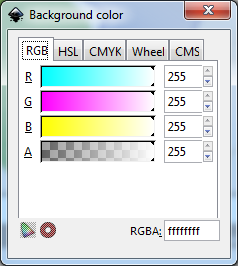 Background color
RGB HSL CMYK Wheel CMS
R 255
G 255
B 255
A 255
RGBA: ffffffff